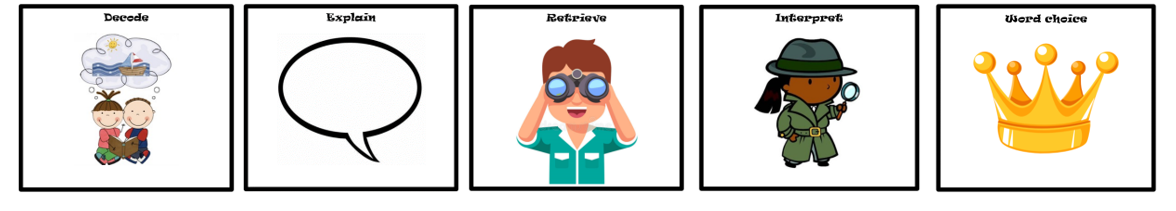 Decode
Explain
Retrieve
Interpret
Word choice